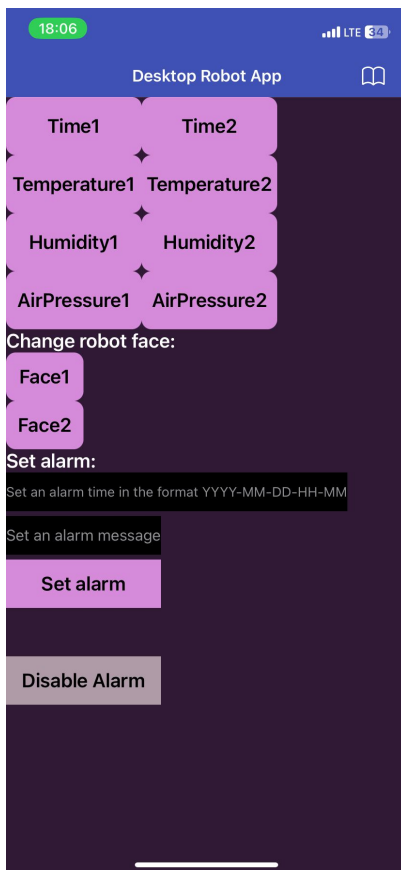 18:06 LTE 34
Desktop Robot App
Time1 Time2
Temperature1 Temperature2
Humidity1 Humidity2
AirPressure1 AirPressure2
Change robot face:
Face1
Face2
Set alarm:
Set an alarm time in the format YYYY-MM-DD-HH-MM
Set an alarm message
Set alarm
Disable Alarm